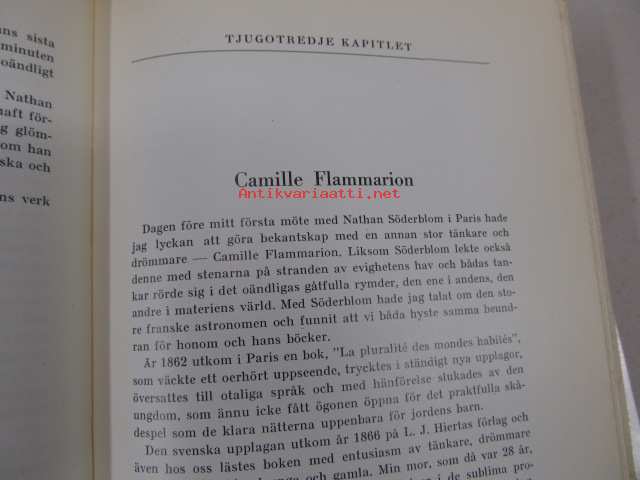 ns sista
minuten
oändligt
Nathan
haft för-
g glöm-
om han
ska och
ns verk
TJUGOTREDJE KAPITLET
Camille Flammarion
Antikvariaatti.net
Dagen före mitt första möte med Nathan Söderblom i Paris hade
jag lyckan att göra bekantskap med en annan stor tänkare och
drömmare — Camille Flammarion. Liksom Söderblom lekte också
denne med stenarna på stranden av evighetens hav och bådas tan-
kar rörde sig i det oändligas gåtfulla rymder, den ene i andens, den
andre i materiens värld. Med Söderblom hade jag talat om den sto-
re franske astronomen och funnit att vi båda hyste samma beund-
ran för honom och hans böcker.
År 1862 utkom i Paris en bok, "La pluralité des mondes habités",
som väckte ett oerhört uppseende, trycktes i ständigt nya upplagor,
översattes till otaliga språk och med hänförelse slukades av den
ungdom, som ännu icke fått ögonen öppna för det praktfulla skå-
despel som de klara nätterna uppenbara för jordens barn.
Den svenska upplagan utkom år 1866 på L. J. Hiertas förlag och
även hos oss lästes boken med entusiasm av tänkare, drömmare
unga och gamla. Min mor, som då var 28 år,
i de sublima pro-